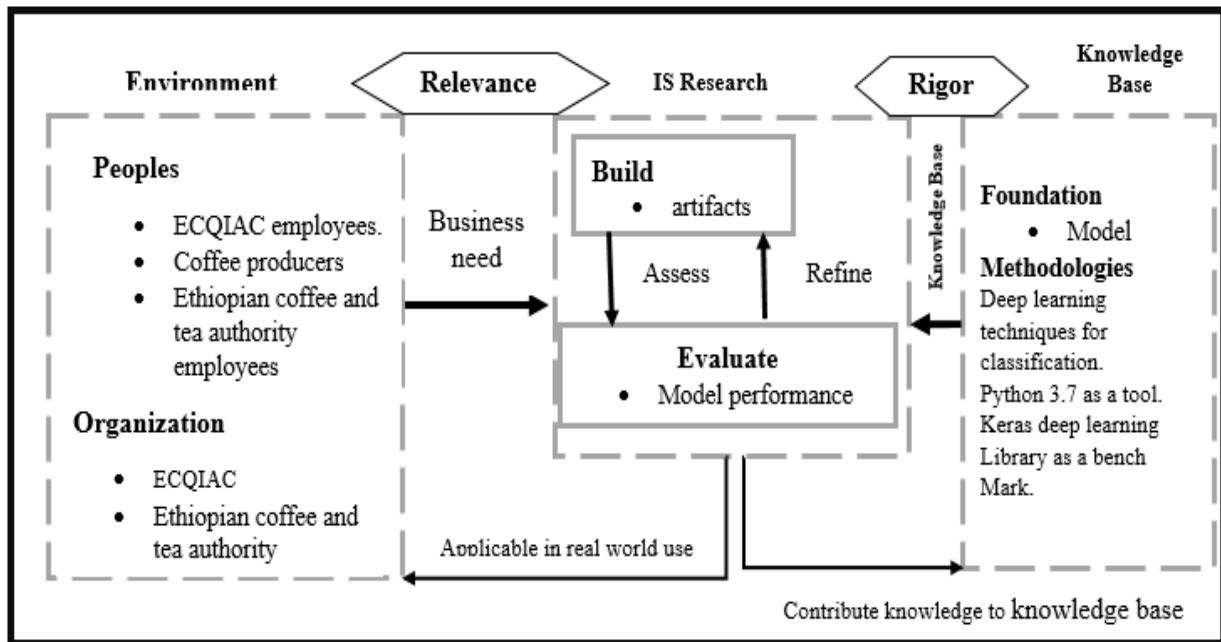 Environment
Relevance
IS Research
Rigor
Knowledge
Base
Peoples
• ECQIAC employees.
• Coffee producers
• Ethiopian coffee and
tea authority
employees
Organization
• ECQIAC
• Ethiopian coffee and
tea authority
Business
need
Build
• artifacts
Assess
Refine
Evaluate
• Model performance
Knowledge Base
Foundation
• Model
Methodologies
Deep learning
techniques for
classification.
Python 3.7 as a tool.
Keras deep learning
Library as a bench
Mark.
Applicable in real world use
Contribute knowledge to knowledge base